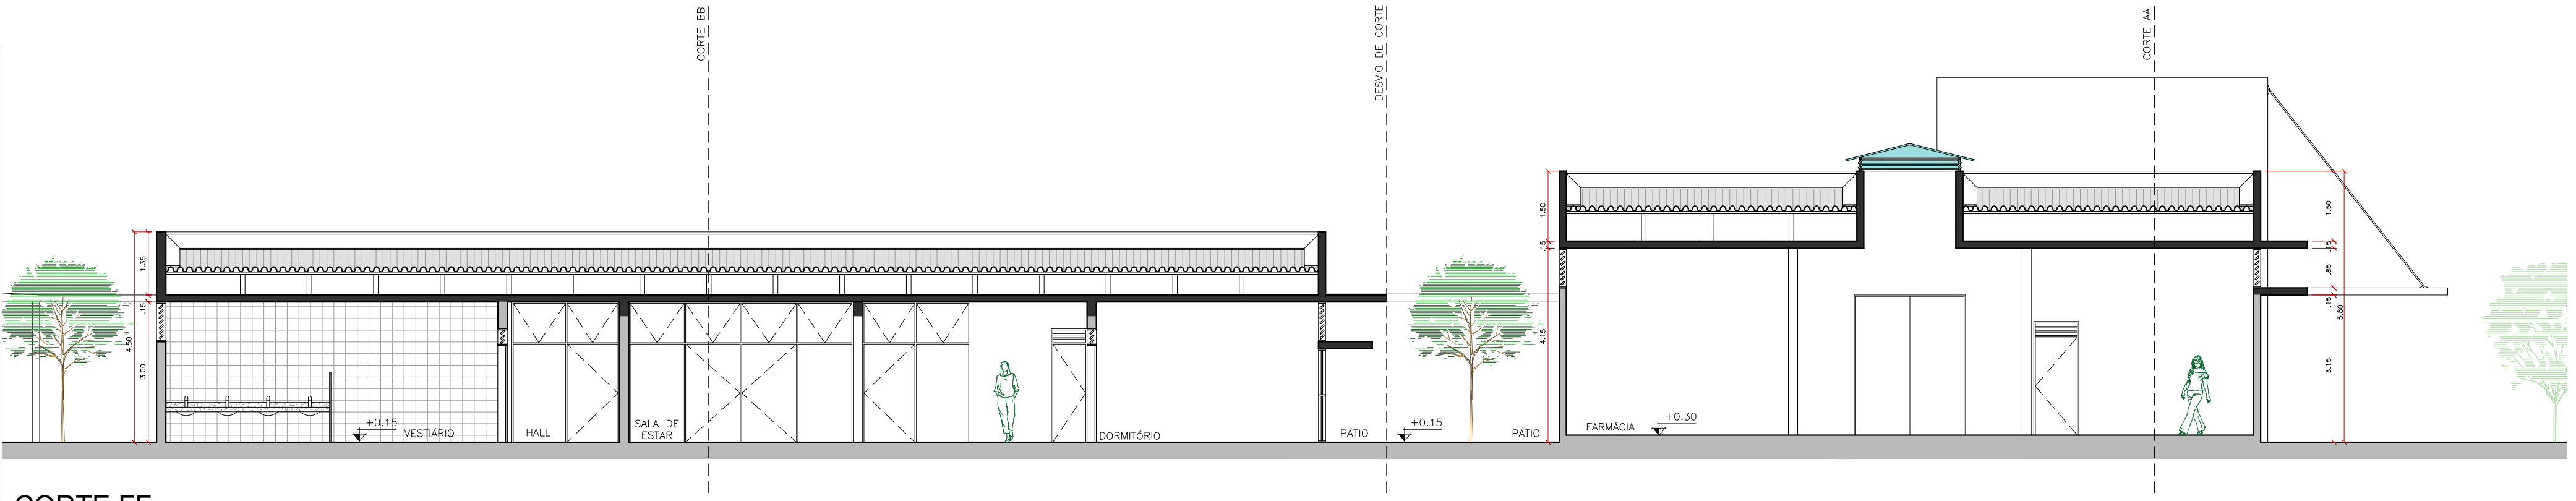 CORTE BB
DESVIO DE CORTE
CORTE AA
1.35
.15
4.50
3.00
1.50
.15
4.15
1.50
.15
.85
.15
5.80
3.15
+0.15
VESTIÁRIO
HALL
SALA DE
ESTAR
DORMITÓRIO
PÁTIO
+0.15
PÁTIO
FARMÁCIA
+0.30